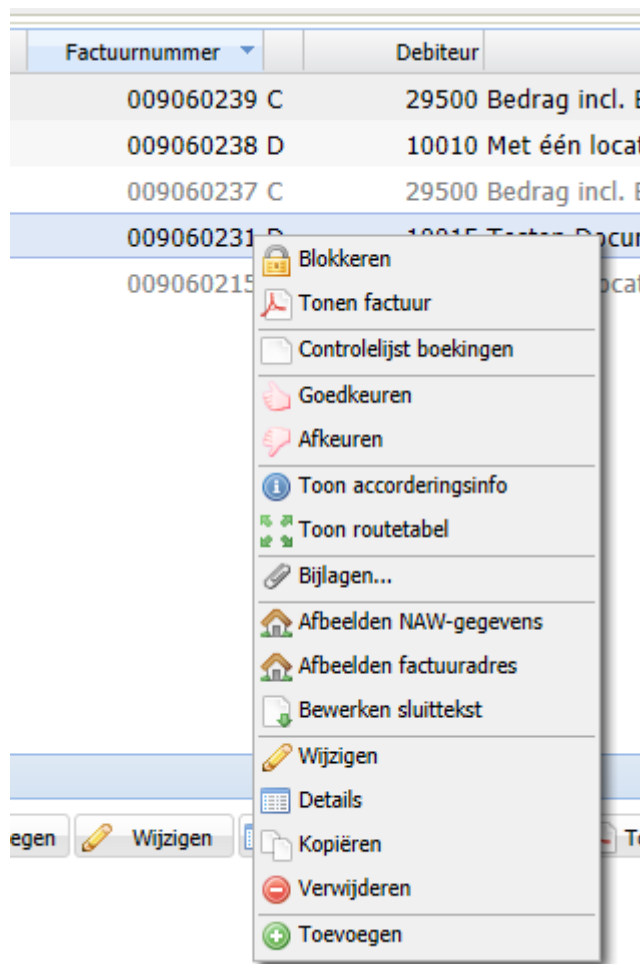 Factuurnummer Debiteur
009060239 C 29500 Bedrag incl.
009060238 D 10010 Met één
009060237 C 29500 Bedrag incl.
009060231
009060215
Blokkeren
Tonen factuur
Controlelijst boekingen
Goedkeuren
Afkeuren
Toon accorderingsinfo
Toon routetabel
Bijlagen...
Afbeelden NAW-gegevens
Afbeelden factuuradres
Bewerken sluittekst
Wijzigen
Details
Kopiëren
Verwijderen
Toevoegen
Wijzigen